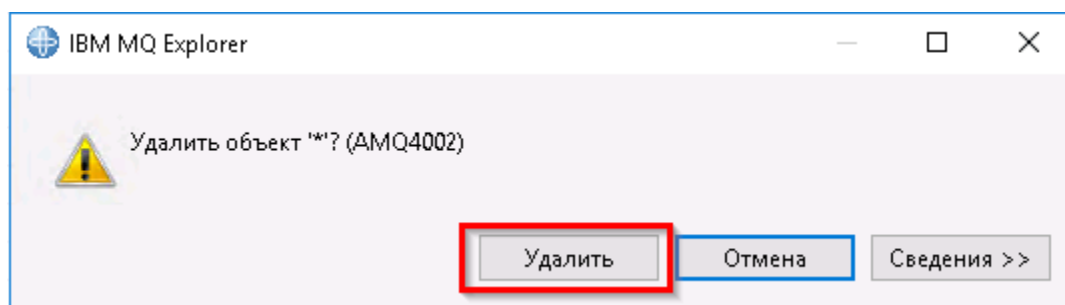 IBM MQ Explorer
Удалить объект '*'? (AMQ4002)
Удалить Отмена Сведения >>